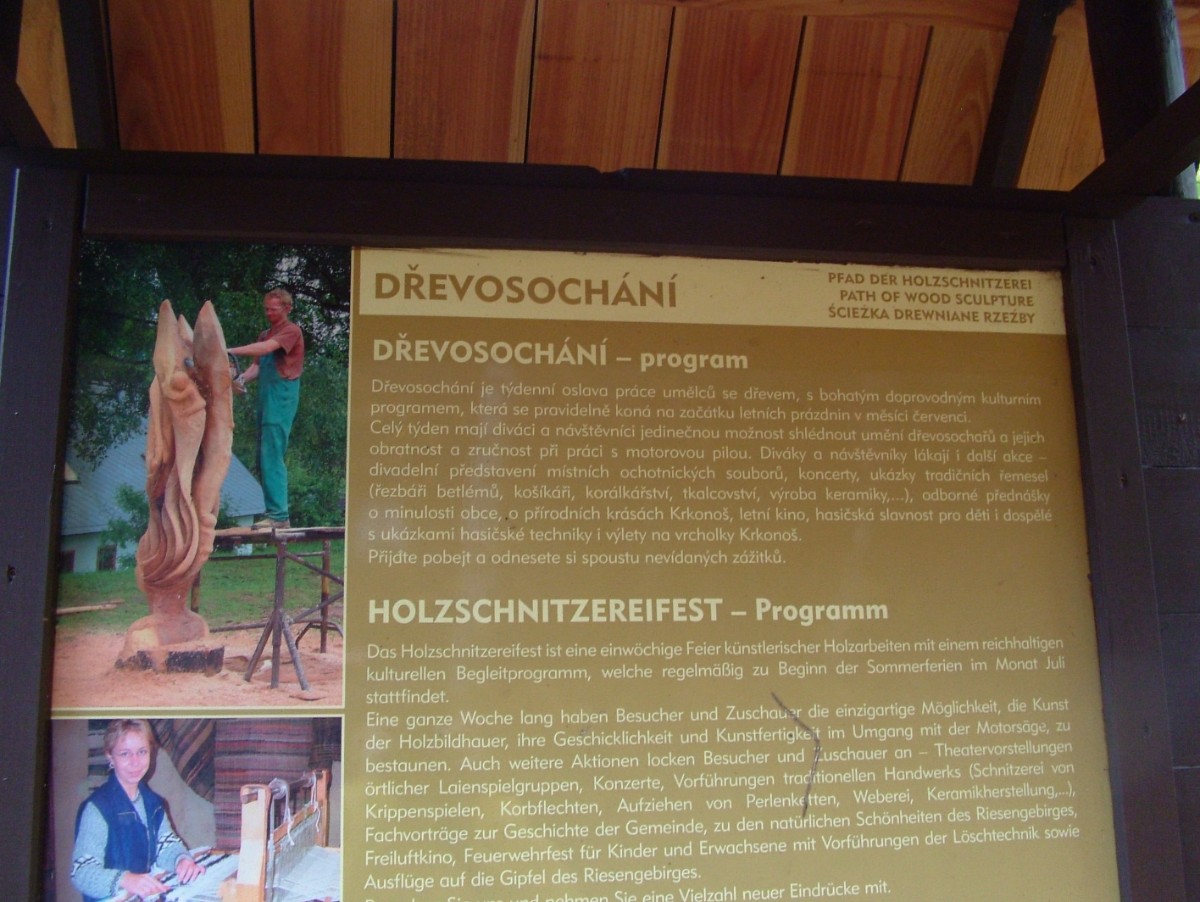 DŘEVOSOCHÁNÍ
PFAD DER HOLZSCHNITZEREI
PATH OF WOOD SCULPTURE
ŚCIEŻKA DREWNIANE RZEŹBY
DŘEVOSOCHÁNÍ – program
Dřevosochání je týdenní oslava práce umělců se dřevem, s bohatým doprovodným kulturním
programem, která se pravidelně koná na začátku letních prázdnin v měsíci červenci.
Celý týden mají diváci a návštěvníci jedinečnou možnost shlédnout umění dřevosochařů a jejich
obratnost a zručnost při práci s motorovou pilou. Diváky a návštěvníky lákají i další akce –
divadelní představení místních ochotnických souborů, koncerty, ukázky tradičních řemesel
(řezbáři betlémů, košíkáři, korálkářství, tkalcovství, výroba keramiky,...), odborné přednášky
o minulosti obce, o přírodních krásách Krkonoš, letní kino, hasičská slavnost pro děti i dospělé
s ukázkami hasičské techniky i výlety na vrcholky Krkonoš.
Přijďte pobejt a odnesete si spoustu nevídaných zážitků.
HOLZSCHNITZEREIFEST – Programm
Das Holzschnitzereifest ist eine einwöchige Feier künstlerischer Holzarbeiten mit einem reichhaltigen
kulturellen Begleitprogramm, welche regelmäßig zu Beginn der Sommerferien im Monat Juli
stattfindet.
Eine ganze Woche lang haben Besucher und Zuschauer die einzigartige Möglichkeit, die Kunst
der Holzbildhauer, ihre Geschicklichkeit und Kunstfertigkeit im Umgang mit der Motorsäge, zu
bestaunen. Auch weitere Aktionen locken Besucher und Zuschauer an – Theatervorstellungen
örtlicher Laienspielgruppen, Konzerte, Vorführungen traditionellen Handwerks (Schnitzerei von
Krippenspielen, Korbflechten, Aufziehen von Perlenketten, Weberei, Keramikherstellung,...),
Fachvorträge zur Geschichte der Gemeinde, zu den natürlichen Schönheiten des Riesengebirges,
Freiluftkino, Feuerwehrfest für Kinder und Erwachsene mit Vorführungen der Löschtechnik sowie
Ausflüge auf die Gipfel des Riesengebirges.
und nehmen Sie eine Vielzahl neuer Eindrücke mit.